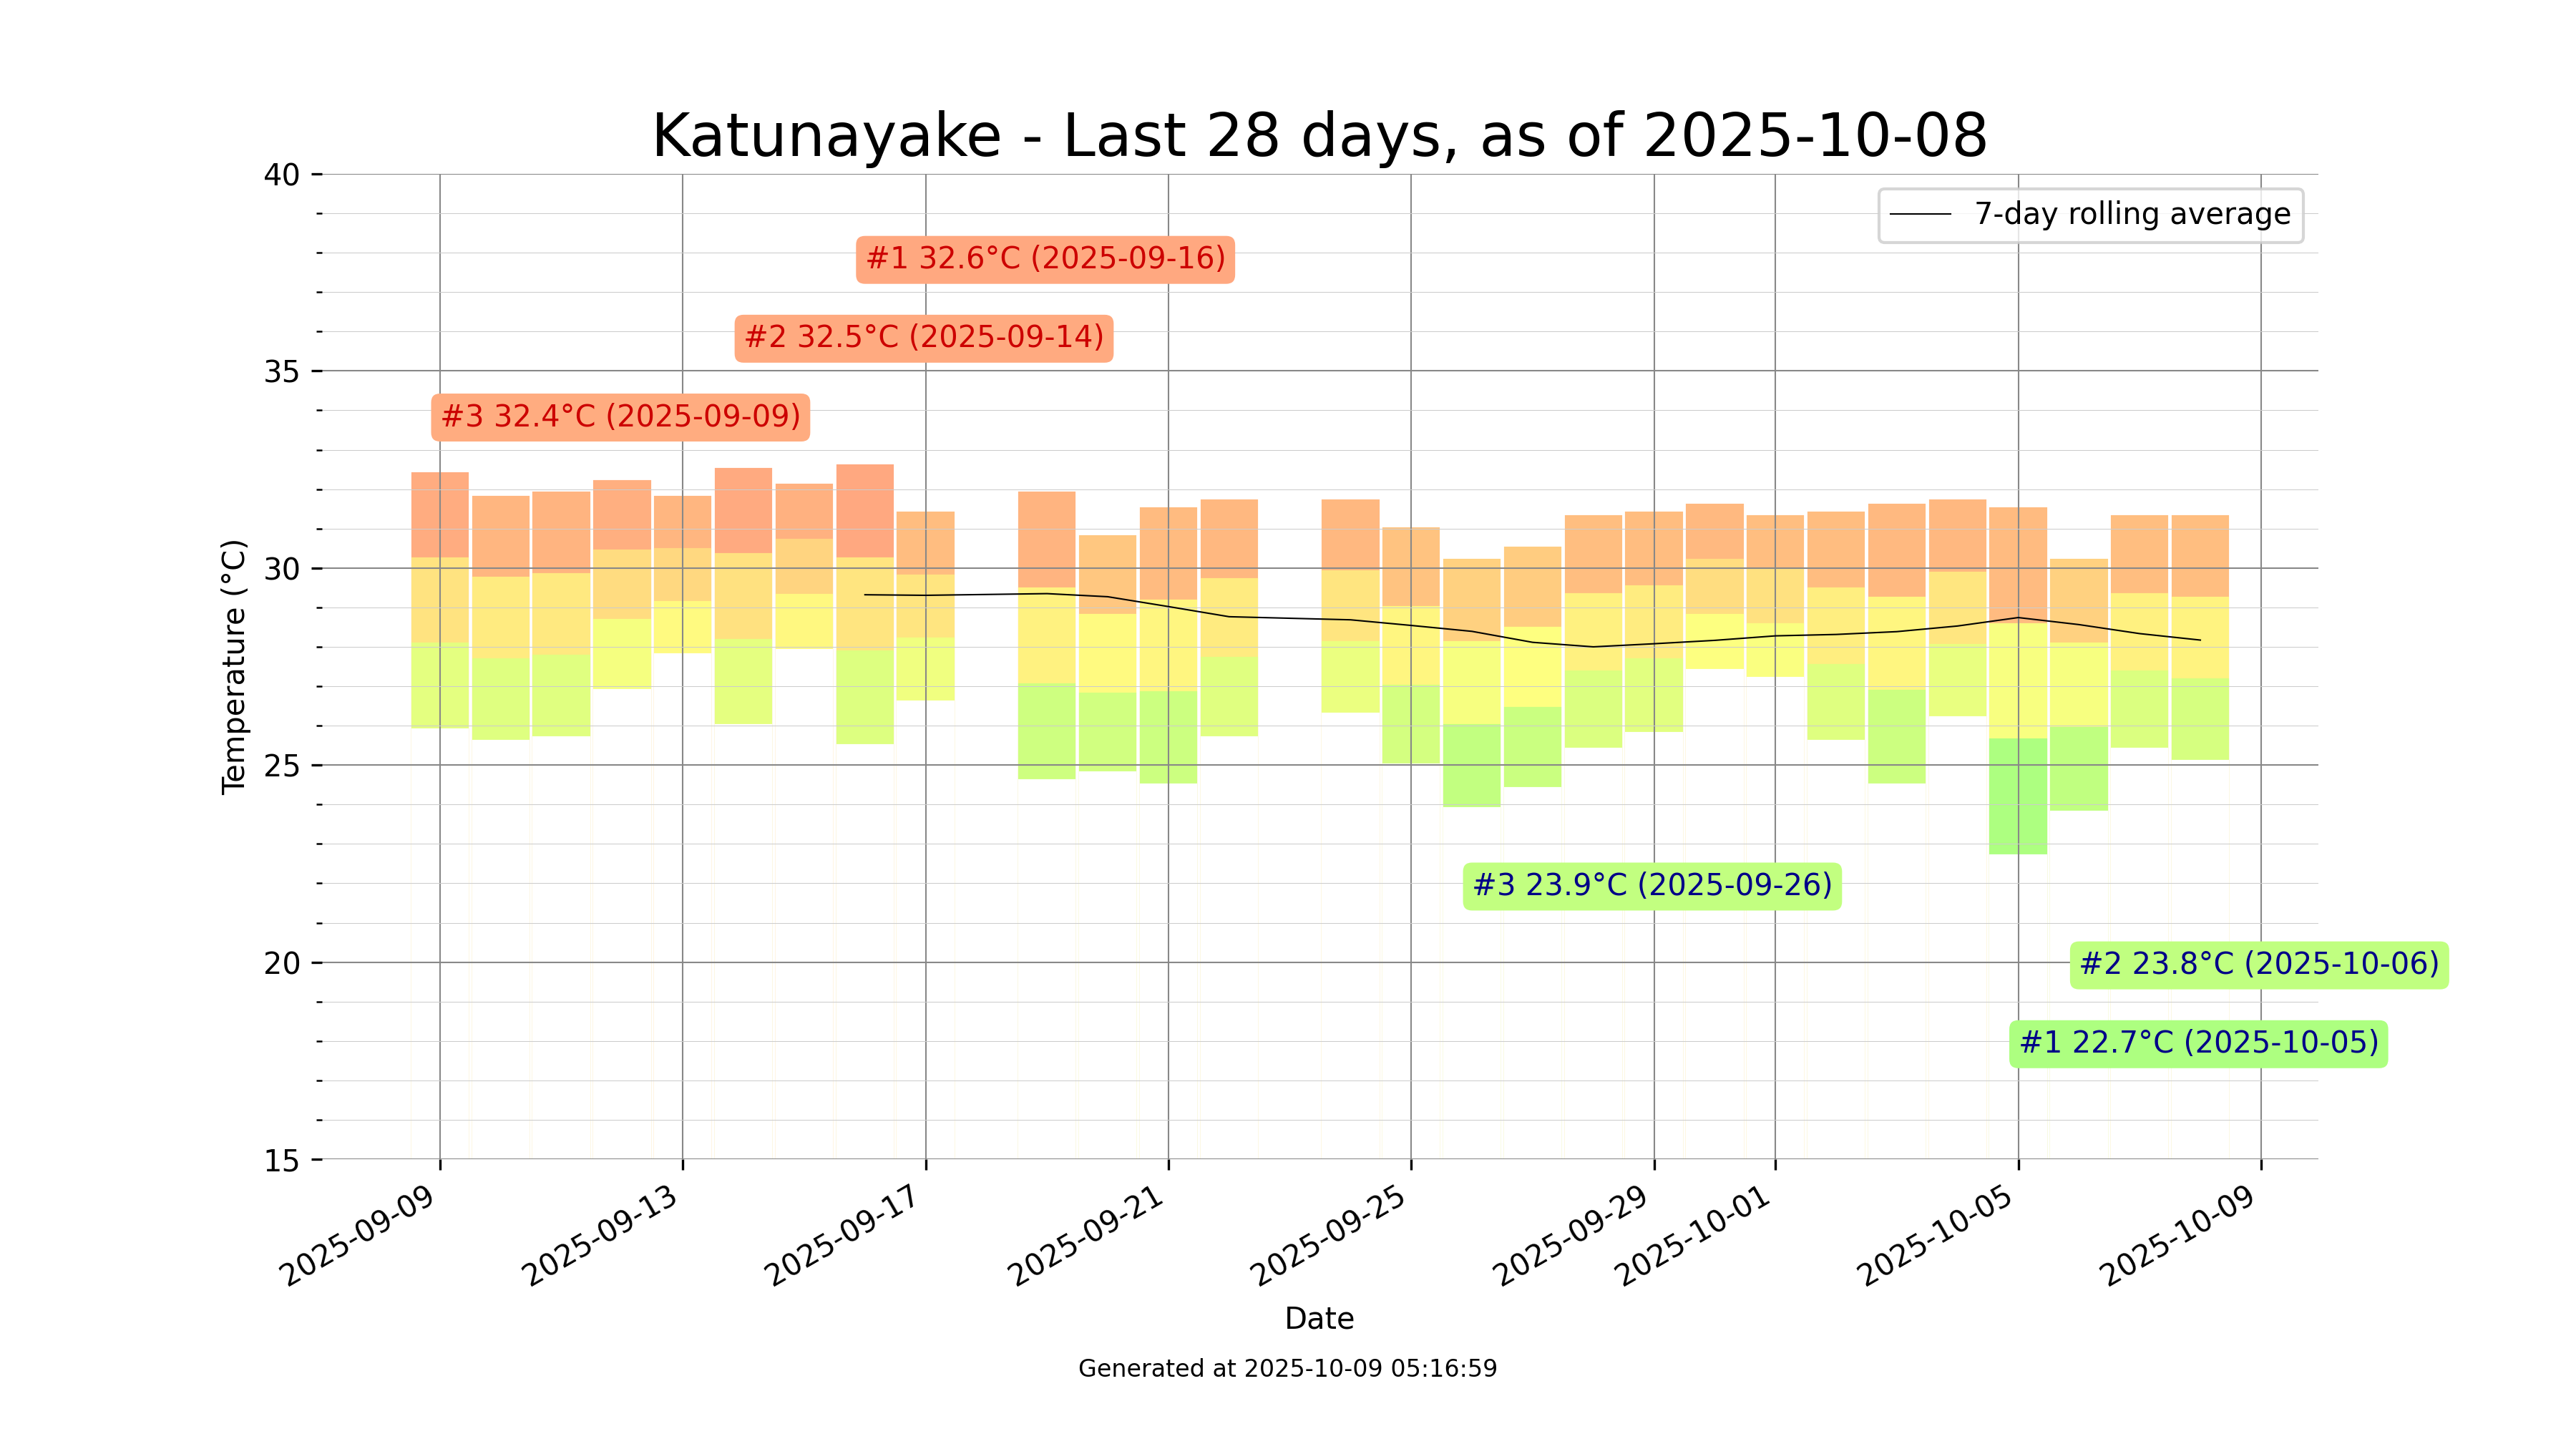 Katunayake - Last 28 days, as of 2025-10-08
7-day rolling average
#1 32.6°C (2025-09-16)
#2 32.5°C (2025-09-14)
#3 32.4°C (2025-09-09)
#3 23.9°C (2025-09-26)
#2 23.8°C (2025-10-06)
#1 22.7°C (2025-10-05)
Temperature (°C)
40
35
30
25
20
15
2025-09-09
2025-09-13
2025-09-17
2025-09-21
2025-09-25
2025-09-29
2025-10-01
2025-10-05
2025-10-09
Date
Generated at 2025-10-09 05:16:59